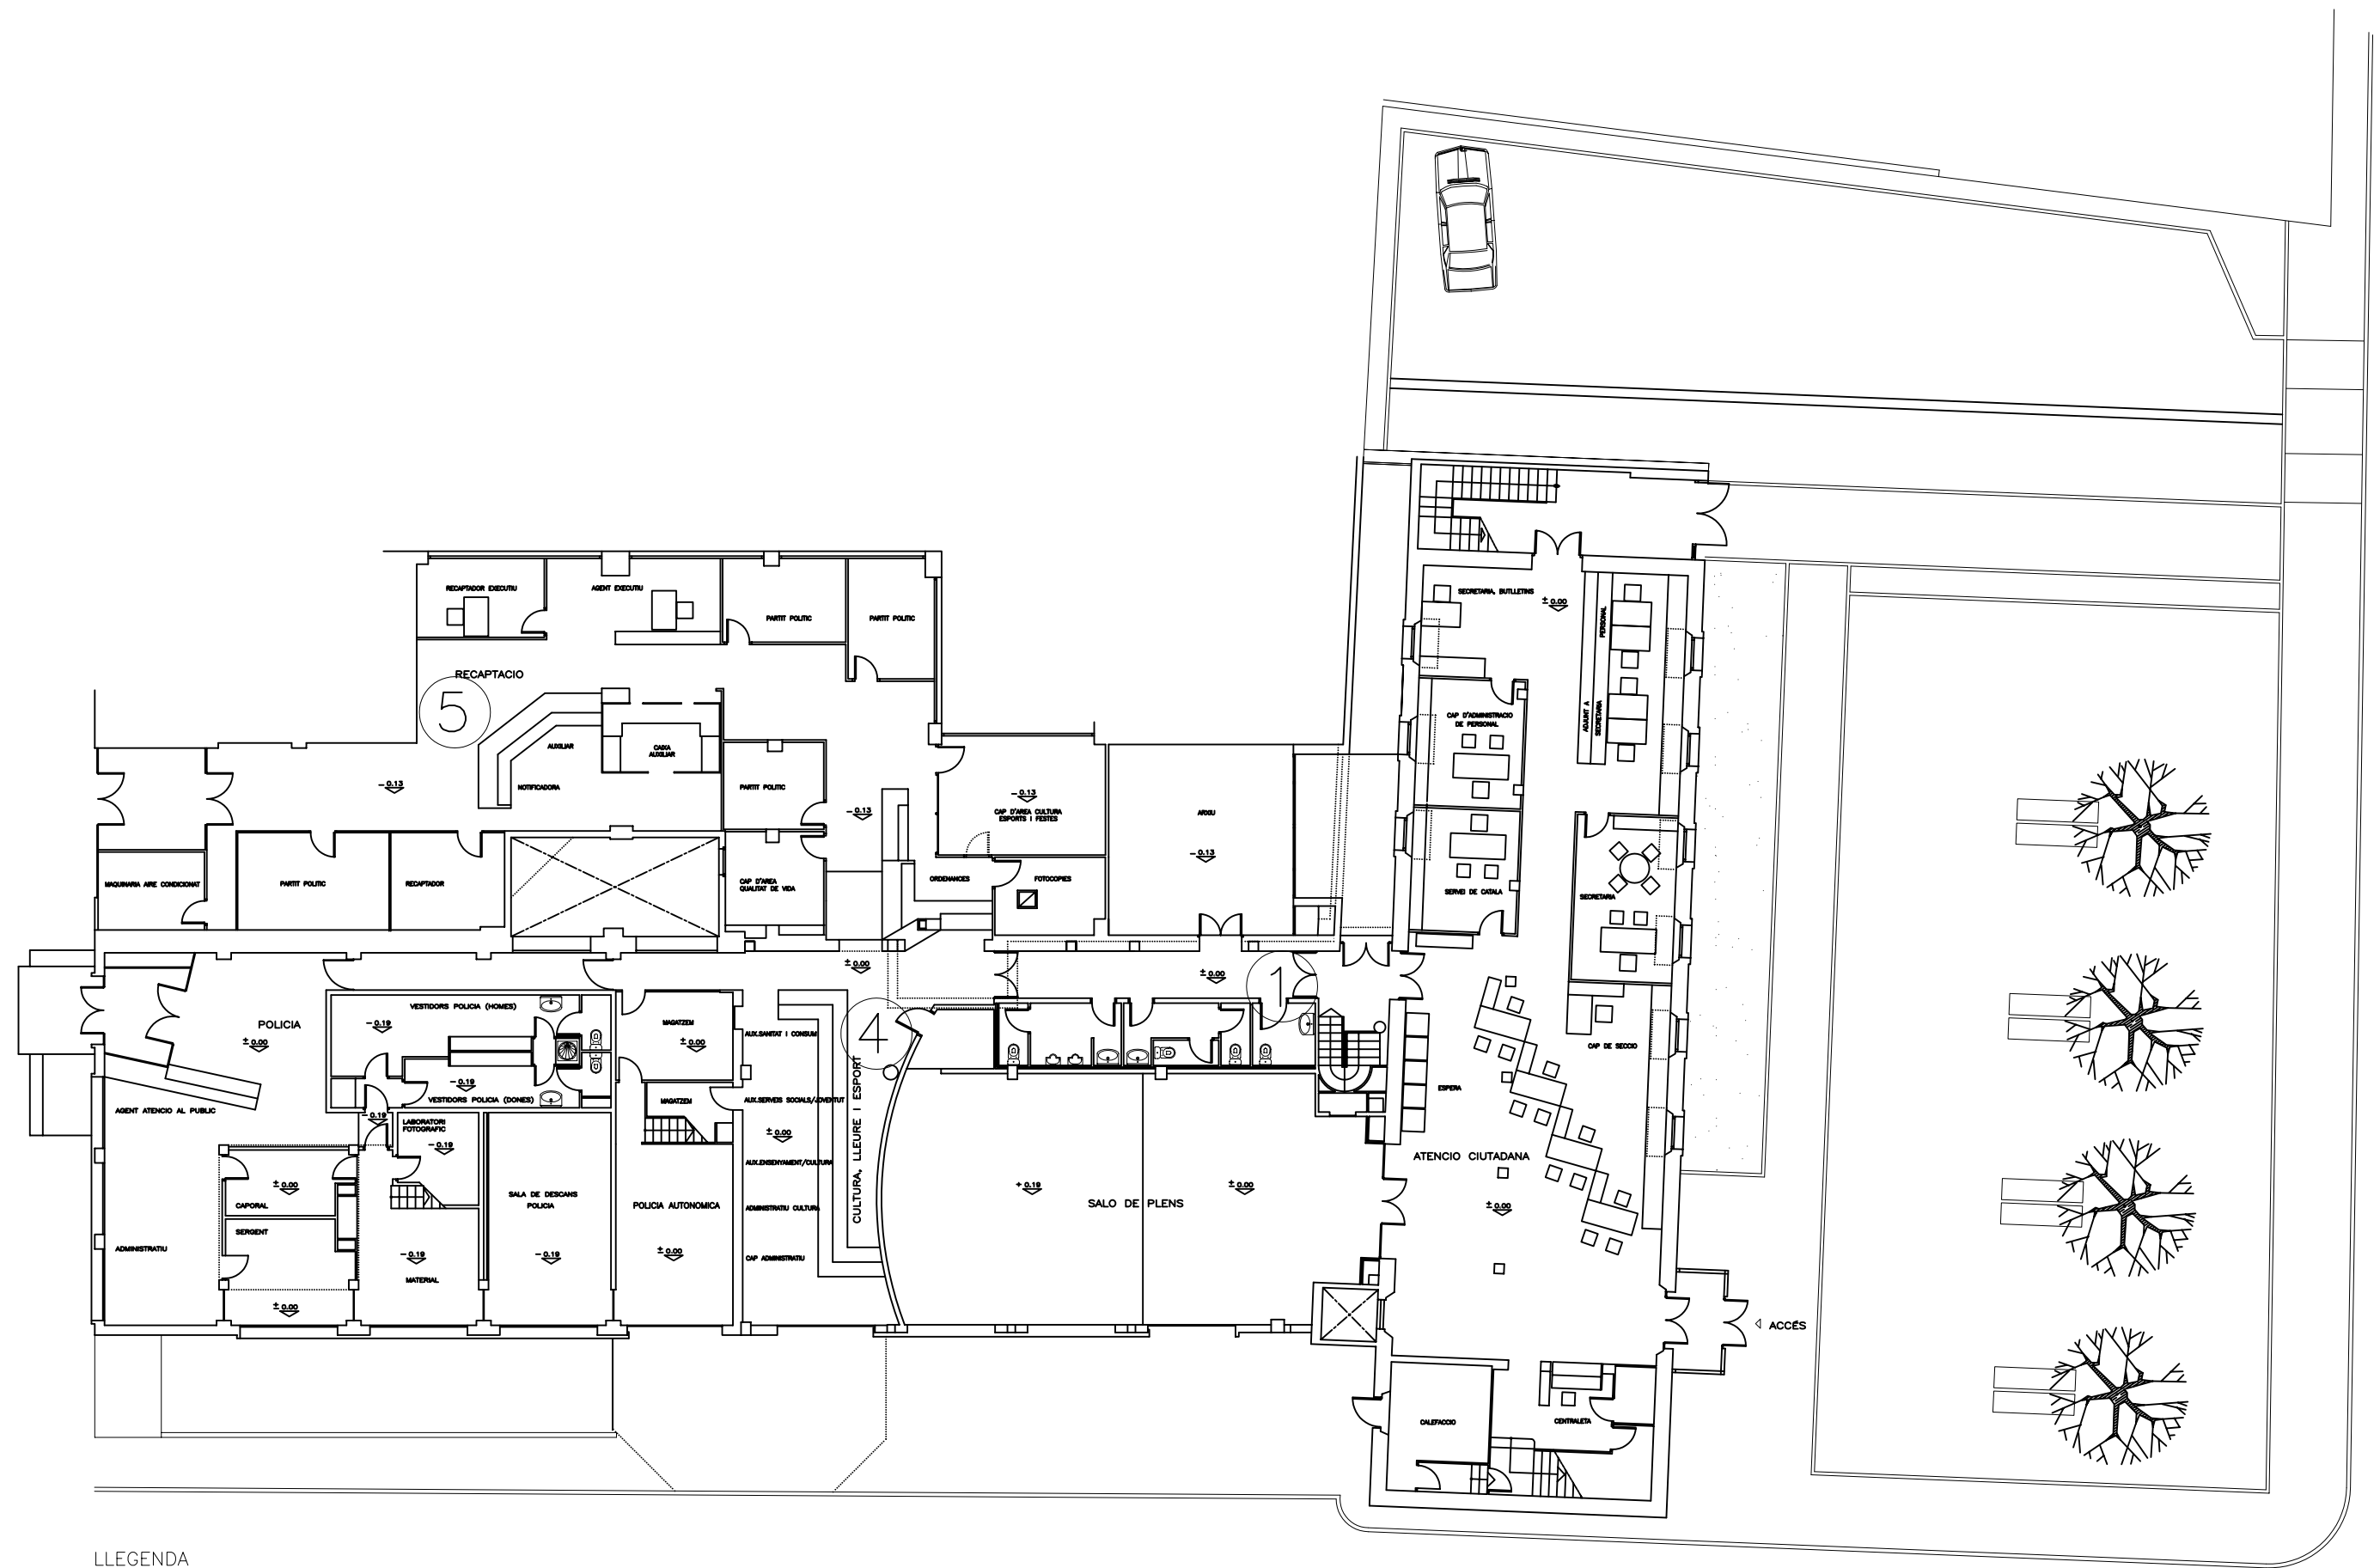 SECRETARIA, BUTLLETINS
± 0.00
PERSONAL
ADJUNT A
SECRETARIA
RECAPTADOR EXECUTIU
AGENT EXECUTIU
PARTIT POLITIC
PARTIT POLITIC
RECAPTACIO
5
AUXILIAR
CAIXA
AUXILIAR
NOTIFICADORA
- 0.13
PARTIT POLITIC
- 0.13
- 0.13
CAP D'AREA CULTURA
ESPORTS I FESTES
ARXIU
- 0.13
CAP D'ADMINISTRACIO
DE PERSONAL
SERVEI DE CATALA
SECRETARIA
MAQUINARIA AIRE CONDICIONAT
PARTIT POLITIC
RECAPTADOR
CAP D'AREA
QUALITAT DE VIDA
ORDENANCES
FOTOCOPIES
± 0.00
± 0.00
1
4
POLICIA
± 0.00
VESTIDORS POLICIA (HOMES)
- 0.19
- 0.19
VESTIDORS POLICIA (DONES)
MAGATZEM
± 0.00
AUX.SANITAT I CONSUM
CAP DE SECCIO
ESPERA
AGENT ATENCIO AL PUBLIC
- 0.19
LABORATORI
FOTOGRAFIC
- 0.19
MAGATZEM
AUX.SERVEIS SOCIALS/JOVENTUT
± 0.00
CULTURA, LLEURE I ESPORT
AUX.ENSENYAMENT/CULTURA
ATENCIO CIUTADANA
± 0.00
± 0.00
CAPORAL
SERGENT
SALA DE DESCANS
POLICIA
POLICIA AUTONOMICA
ADMINISTRATIU CULTURA
+ 0.19
± 0.00
SALO DE PLENS
ADMINISTRATIU
- 0.19
MATERIAL
- 0.19
± 0.00
CAP ADMINISTRATIU
± 0.00
ACCÉS
CALEFACCIO
CENTRALETA
LLEGENDA